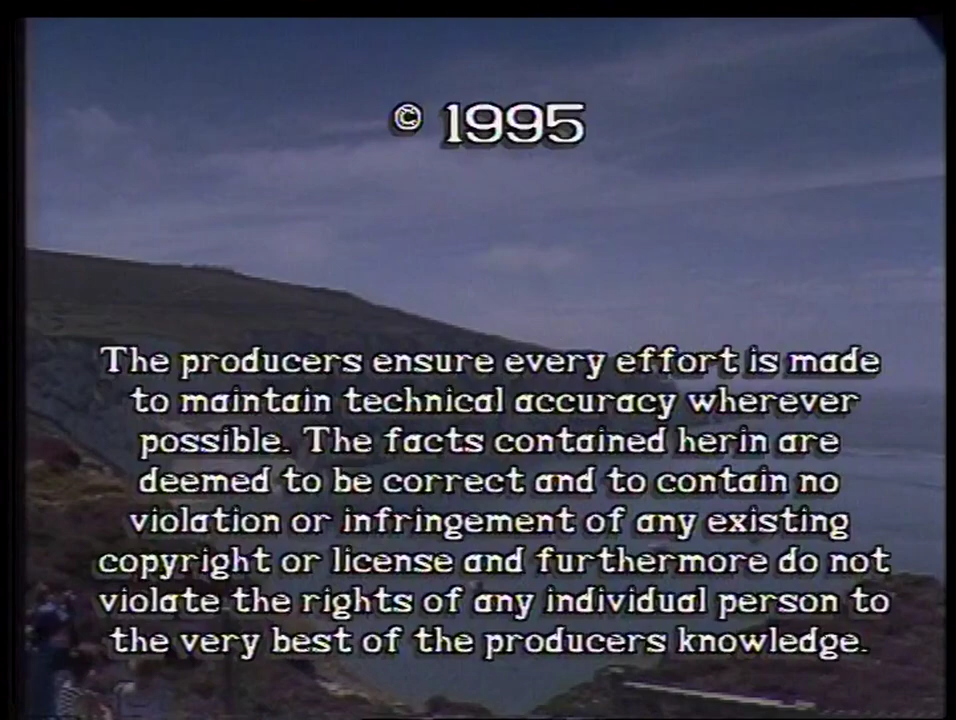 © 1995
The producers ensure every effort is made
to maintain technical accuracy wherever
possible. The facts contained herin are
deemed to be correct and to contain no
violation or infringement of any existing
copyright or license and furthermore do not
violate the rights of any individual person to
the very best of the producers knowledge.